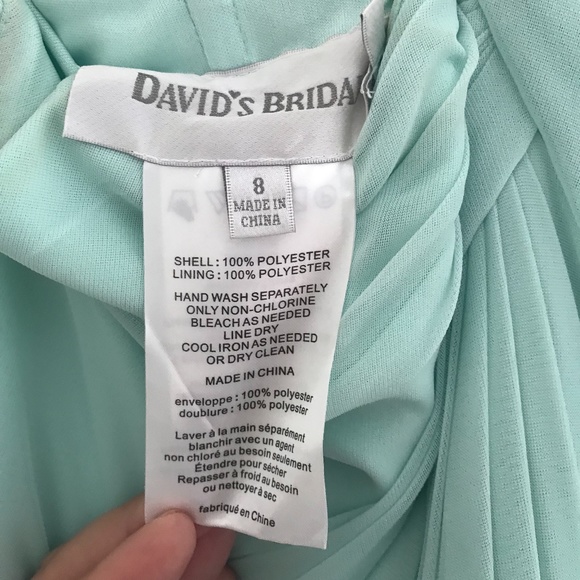 DAVID'S BRIDA
8
MADE IN
CHINA
SHELL : 100% POLYESTER
LINING : 100% POLYESTER
HAND WASH SEPARATELY
ONLY NON-CHLORINE
BLEACH AS NEEDED
LINE DRY
COOL IRON AS NEEDED
OR DRY CLEAN
MADE IN CHINA
enveloppe : 100% polyester
doublure : 100% polyester
Laver à la main séparément
blanchir avec un agent
non chloré au besoin seulement
Étendre pour sécher
Repasser à froid au besoin
ou nettoyer à sec
fabriqué en Chine